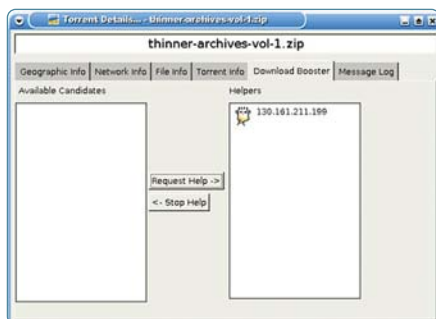 Torrent Details... - thinner-archives-vol-1.zip
thinner-archives-vol-1.zip
Geographic Info
Network Info
File Info
Torrent Info
Download Booster
Message Log
Available Candidates
Helpers
130.161.211.199
Request Help ->
<- Stop Help